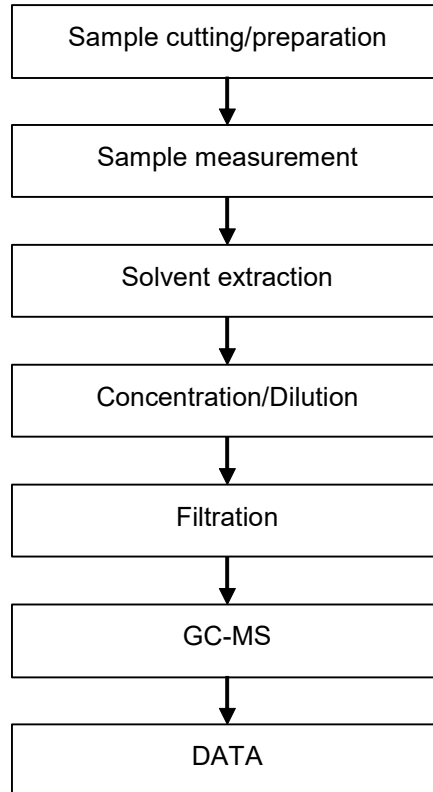 Sample cutting/preparation
Sample measurement
Solvent extraction
Concentration/Dilution
Filtration
GC-MS
DATA